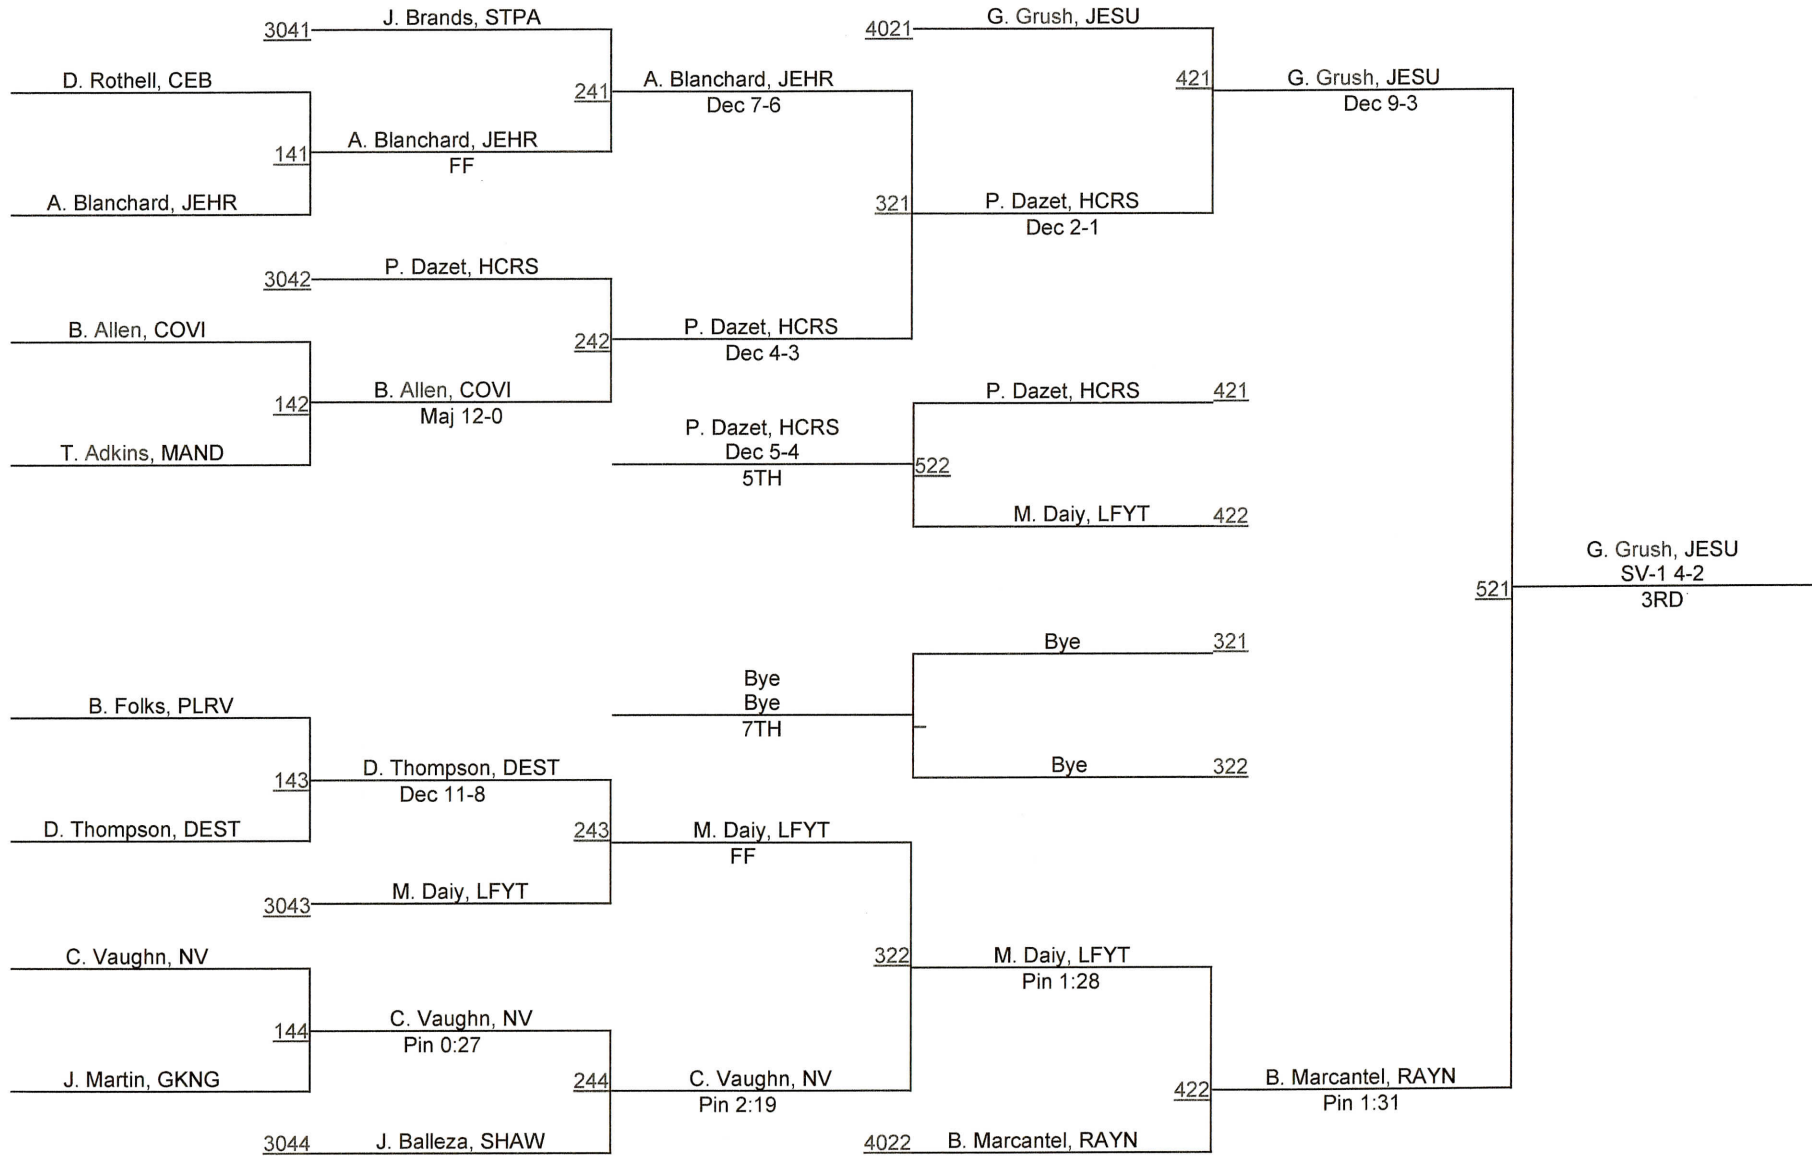 J. Brands, STPA
3041
D. Rothell, CEB
141
A. Blanchard, JEHR
FF
A. Blanchard, JEHR
241
A. Blanchard, JEHR
Dec 7-6
3042
P. Dazet, HCRS
B. Allen, COVI
142
B. Allen, COVI
Maj 12-0
T. Adkins, MAND
242
P. Dazet, HCRS
Dec 4-3
321
P. Dazet, HCRS
Dec 2-1
4021
G. Grush, JESU
421
G. Grush, JESU
Dec 9-3
P. Dazet, HCRS
421
P. Dazet, HCRS
Dec 5-4
5TH
522
M. Daiy, LFYT
422
G. Grush, JESU
SV-1 4-2
3RD
521
Bye
321
Bye
Bye
7TH
Bye
322
B. Folks, PLRV
143
D. Thompson, DEST
Dec 11-8
D. Thompson, DEST
243
M. Daiy, LFYT
FF
3043
M. Daiy, LFYT
C. Vaughn, NV
144
C. Vaughn, NV
Pin 0:27
J. Martin, GKNG
244
C. Vaughn, NV
Pin 2:19
3044
J. Balleza, SHAW
322
M. Daiy, LFYT
Pin 1:28
422
B. Marcantel, RAYN
Pin 1:31
4022
B. Marcantel, RAYN